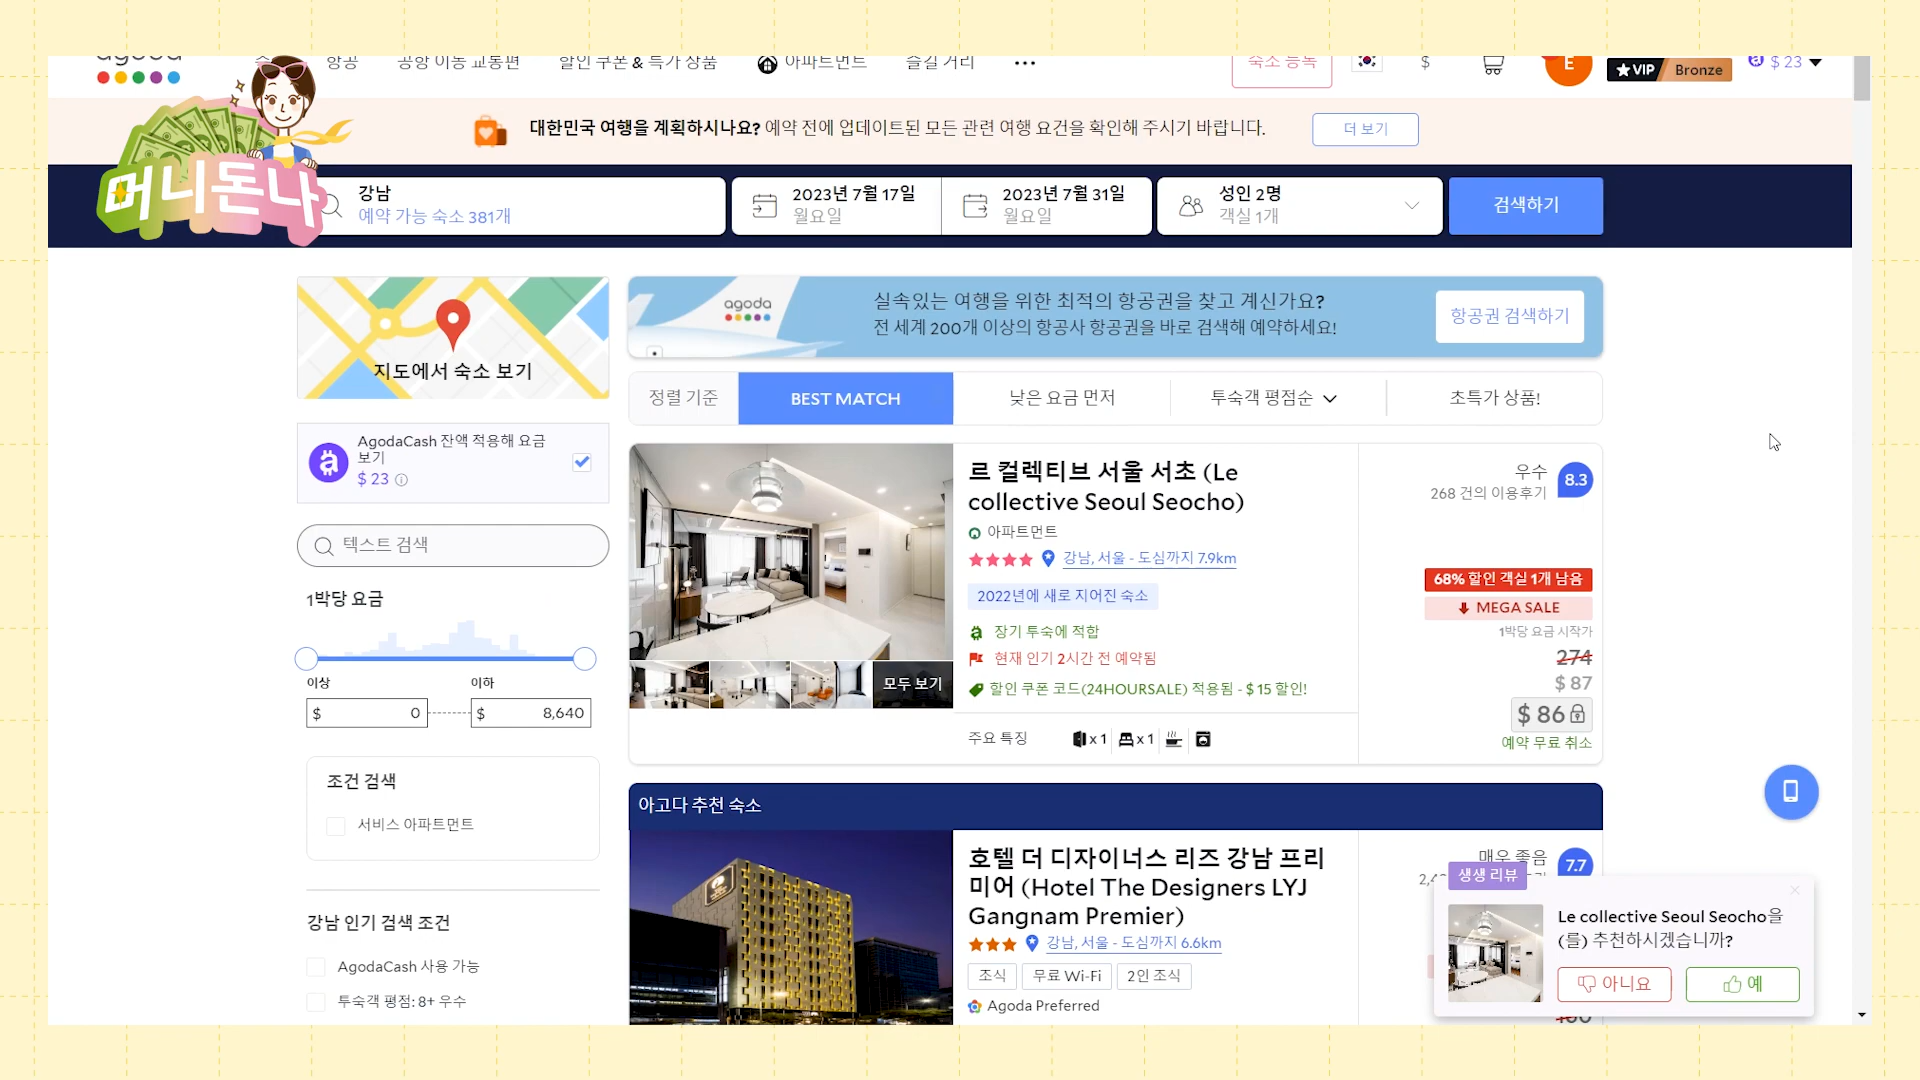 agoda
항공
공항 이동 교통편
할인 쿠폰 & 특가 상품
아파트먼트
즐길 거리
숙소 등록
$
E
VIP Bronze
$ 23
머니돈나
대한민국 여행을 계획하시나요? 예약 전에 업데이트된 모든 관련 여행 요건을 확인해 주시기 바랍니다.
더 보기
강남
예약 가능 숙소 381개
2023년 7월 17일
월요일
2023년 7월 31일
월요일
성인 2명
객실 1개
검색하기
지도에서 숙소 보기
agoda
실속있는 여행을 위한 최적의 항공권을 찾고 계신가요?
전 세계 200개 이상의 항공사 항공권을 바로 검색해 예약하세요!
항공권 검색하기
정렬 기준
BEST MATCH
낮은 요금 먼저
투숙객 평점순
초특가 상품!
AgodaCash 잔액 적용해 요금
보기
$ 23
텍스트 검색
1박당 요금
이상
이하
$ 0
$ 8,640
조건 검색
서비스 아파트먼트
강남 인기 검색 조건
AgodaCash 사용 가능
투숙객 평점: 8+ 우수
르 컬렉티브 서울 서초 (Le
collective Seoul Seocho)
아파트먼트
강남, 서울 - 도심까지 7.9km
2022년에 새로 지어진 숙소
장기 투숙에 적합
현재 인기 2시간 전 예약됨
할인 쿠폰 코드(24HOURSALE) 적용됨 - $ 15 할인!
모두 보기
주요 특징
x 1
x 1
우수
268 건의 이용후기
8.3
68% 할인 객실 1개 남음
MEGA SALE
1박당 요금 시작가
274
$ 87
$ 86
예약 무료 취소
아고다 추천 숙소
호텔 더 디자이너스 리즈 강남 프리
미어 (Hotel The Designers LYJ
Gangnam Premier)
강남, 서울 - 도심까지 6.6km
조식
무료 Wi-Fi
2인 조식
Agoda Preferred
매우 좋음
7.7
생생 리뷰
Le collective Seoul Seocho을
(를) 추천하시겠습니까?
아니요
예